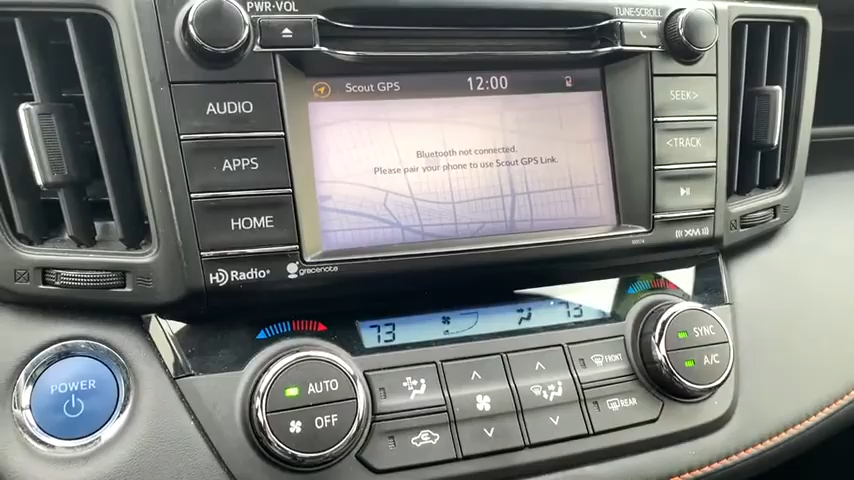 PWR·VOL
TUNE·SCROLL
Scout GPS
12:00
AUDIO
SEEK>
Bluetooth not connected.
Please pair your phone to use Scout GPS Link.
<TRACK
APPS
HOME
HD Radio
gracenote
((XM))
73
73
POWER
AUTO
OFF
FRONT
REAR
SYNC
A/C